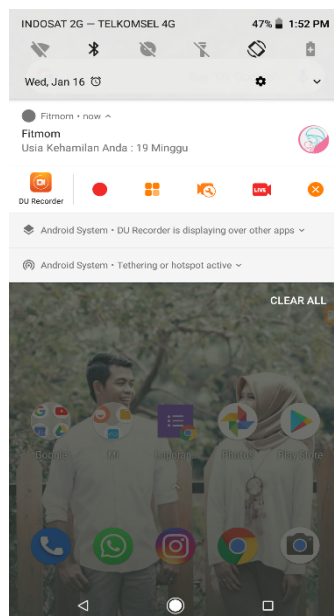 INDOSAT 2G — TELKOMSEL 4G 47% 1:52 PM
Wed, Jan 16
Fitmom • now
Fitmom
Usia Kehamilan Anda : 19 Minggu
LIVE
DU Recorder
Android System • DU Recorder is displaying over other apps
Android System • Tethering or hotspot active
CLEAR ALL
Google Mi Laporan Photos Play Store